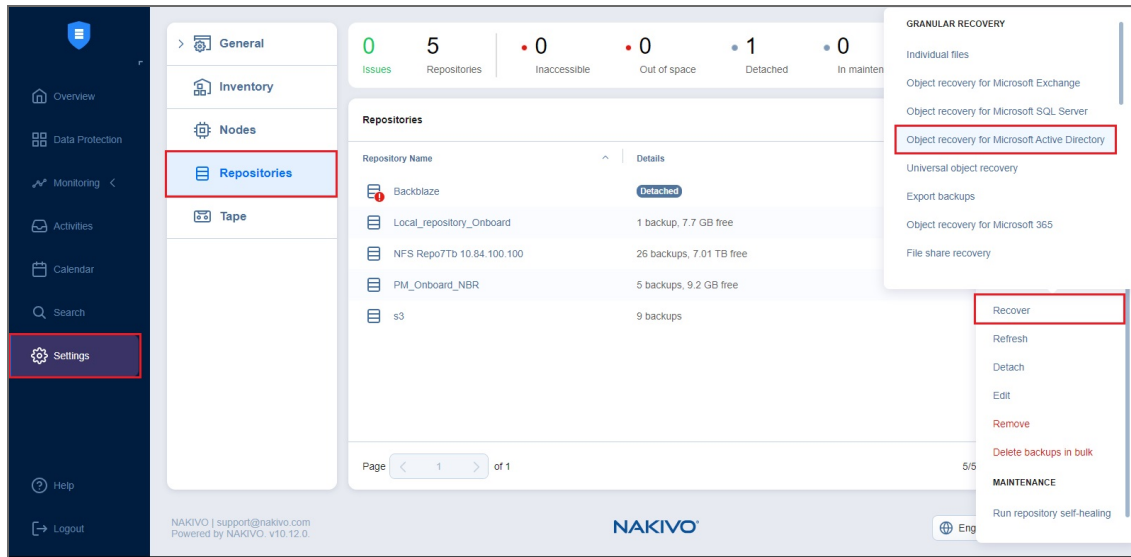 Overview
Data Protection
Monitoring
Activities
Calendar
Search
Settings
Help
Logout
General
Inventory
Nodes
Repositories
Tape
NAKIVO | support@nakivo.com
Powered by NAKIVO. v10.12.0.
0
Issues
5
Repositories
0
Inaccessible
0
Out of space
1
Detached
0
In mainten
Repositories
Repository Name
Details
Backblaze
Detached
Local_repository_Onboard
1 backup, 7.7 GB free
NFS Repo7Tb 10.84.100.100
26 backups, 7.01 TB free
PM_Onboard_NBR
5 backups, 9.2 GB free
s3
9 backups
Page
1
of 1
5/5
NAKIVO®
Eng
GRANULAR RECOVERY
Individual files
Object recovery for Microsoft Exchange
Object recovery for Microsoft SQL Server
Object recovery for Microsoft Active Directory
Universal object recovery
Export backups
Object recovery for Microsoft 365
File share recovery
Recover
Refresh
Detach
Edit
Remove
Delete backups in bulk
MAINTENANCE
Run repository self-healing